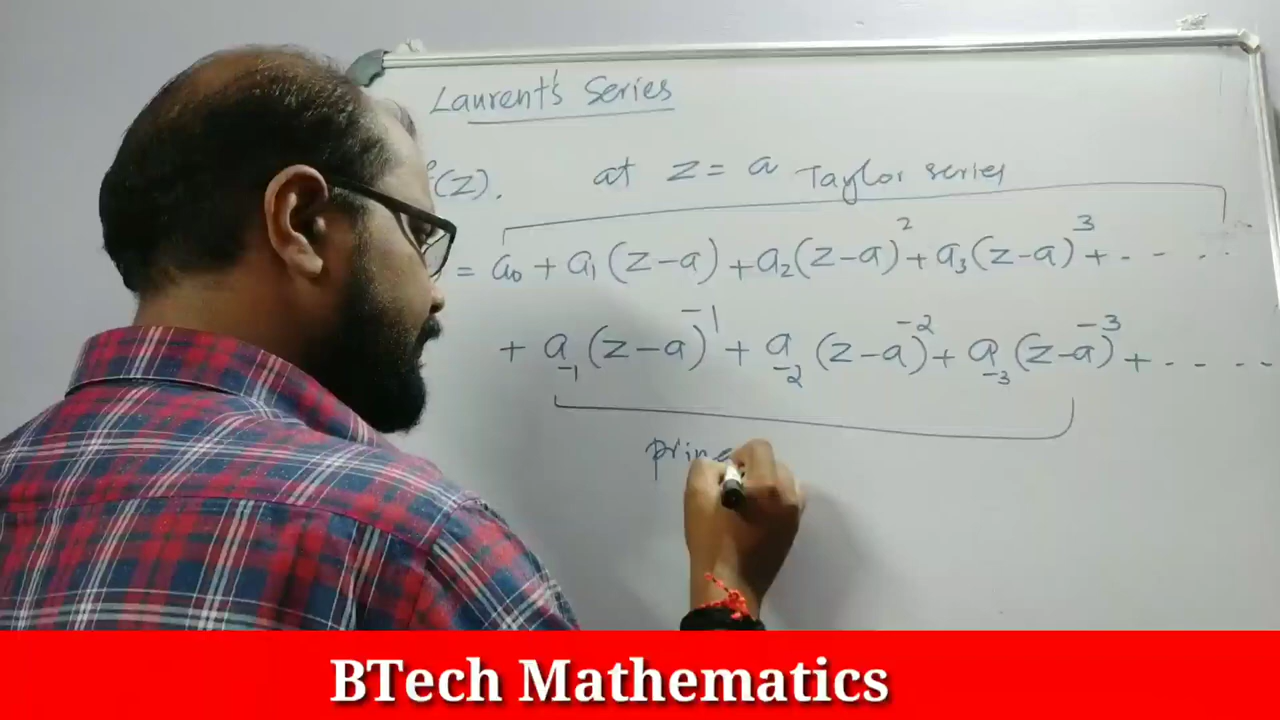 Laurent's Series
(z). at z = a Taylor series
= a₀ + a₁(z-a) + a₂(z-a)² + a₃(z-a)³ + - - - -
+ a₋₁(z-a)⁻¹ + a₋₂(z-a)⁻² + a₋₃(z-a)⁻³ + - - - -
princ
BTech Mathematics